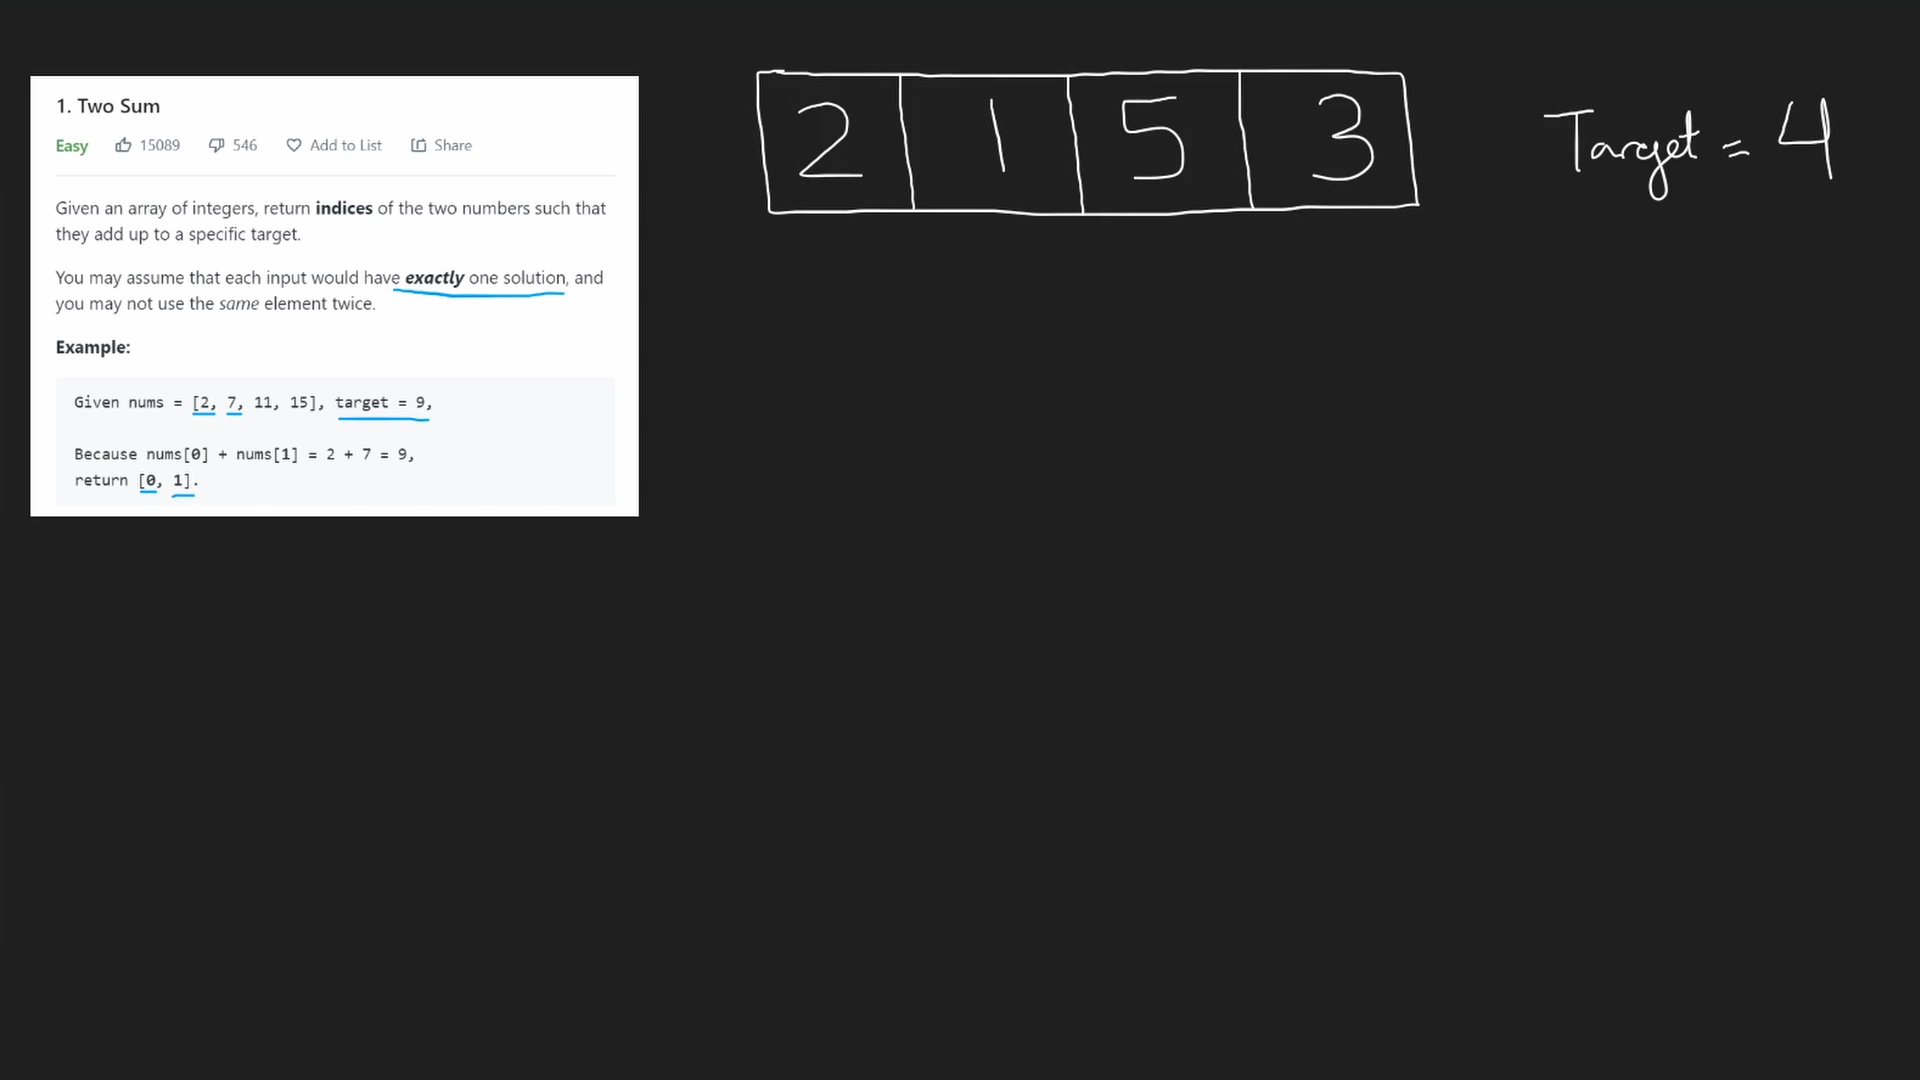 1. Two Sum
Easy 15089 546 Add to List Share
Given an array of integers, return indices of the two numbers such that
they add up to a specific target.
You may assume that each input would have exactly one solution, and
you may not use the same element twice.
Example:
Given nums = [2, 7, 11, 15], target = 9,
Because nums[0] + nums[1] = 2 + 7 = 9,
return [0, 1].
2 1 5 3
Target = 4